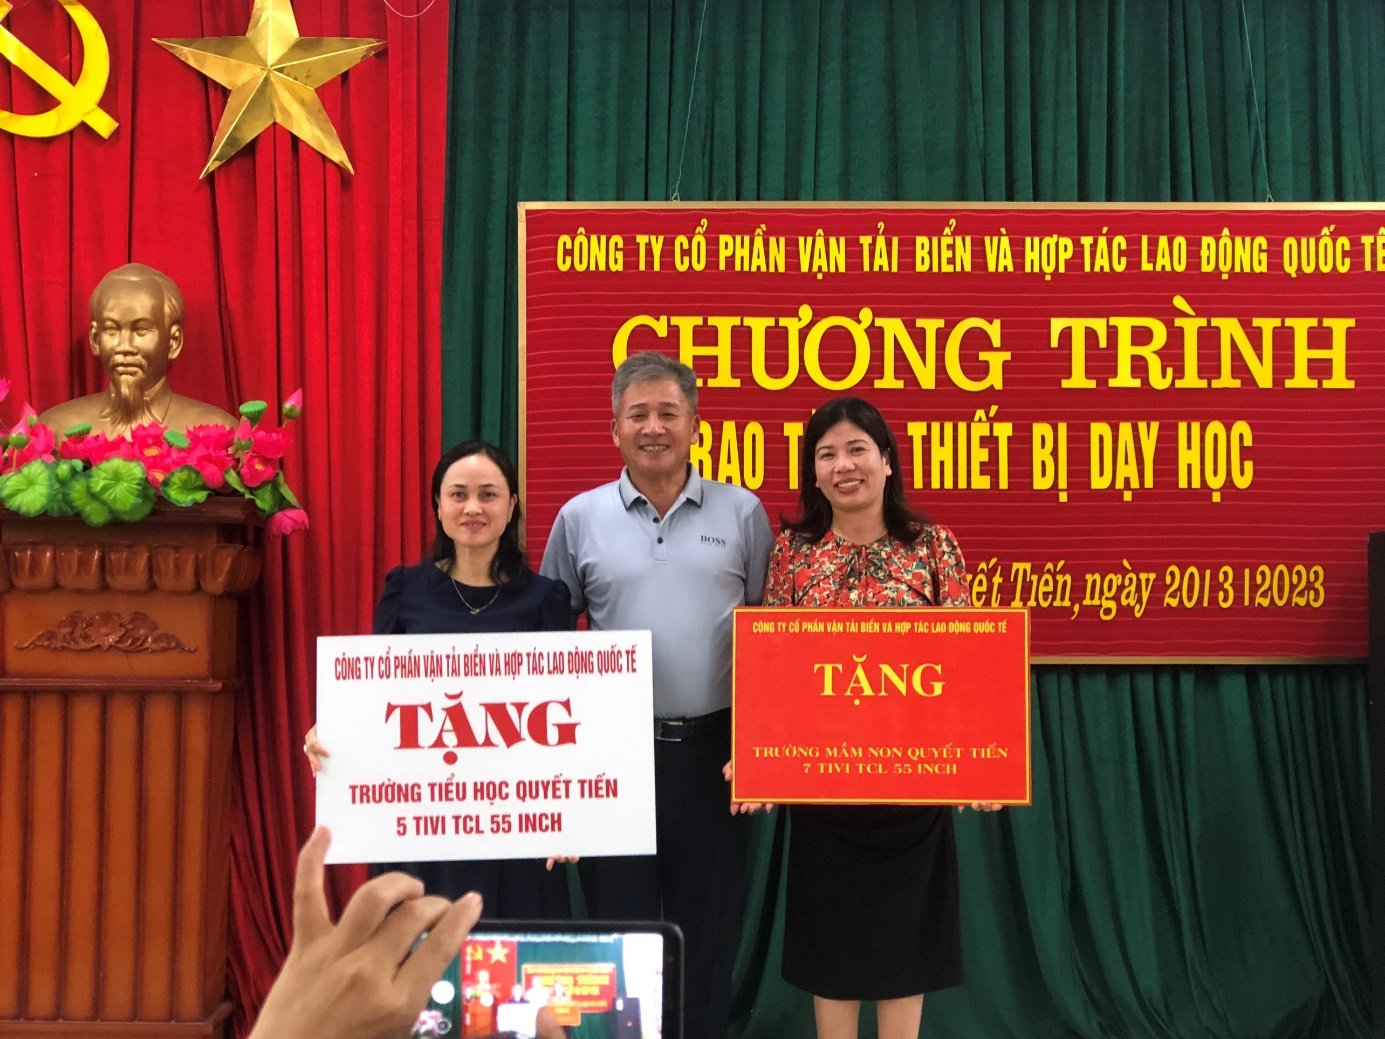 CÔNG TY CỔ PHẦN VẬN TẢI BIỂN VÀ HỢP TÁC LAO ĐỘNG QUỐC TẾ
CHƯƠNG TRÌNH
THIẾT BỊ DẠY HỌC
Tiến, ngày 20/3/2023
BOSS
CÔNG TY CỔ PHẦN VẬN TẢI BIỂN VÀ HỢP TÁC LAO ĐỘNG QUỐC TẾ
TẶNG
TRƯỜNG TIỂU HỌC QUYẾT TIẾN
5 TIVI TCL 55 INCH
CÔNG TY CỔ PHẦN VẬN TẢI BIỂN VÀ HỢP TÁC LAO ĐỘNG QUỐC TẾ
TẶNG
TRƯỜNG MẦM NON QUYẾT TIẾN
7 TIVI TCL 55 INCH